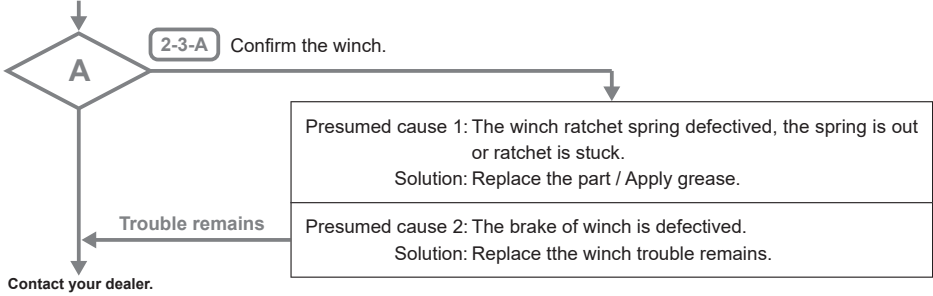 2-3-A Confirm the winch.
A
Presumed cause 1: The winch ratchet spring defectived, the spring is out
or ratchet is stuck.
Solution: Replace the part / Apply grease.
Trouble remains
Presumed cause 2: The brake of winch is defectived.
Solution: Replace tthe winch trouble remains.
Contact your dealer.